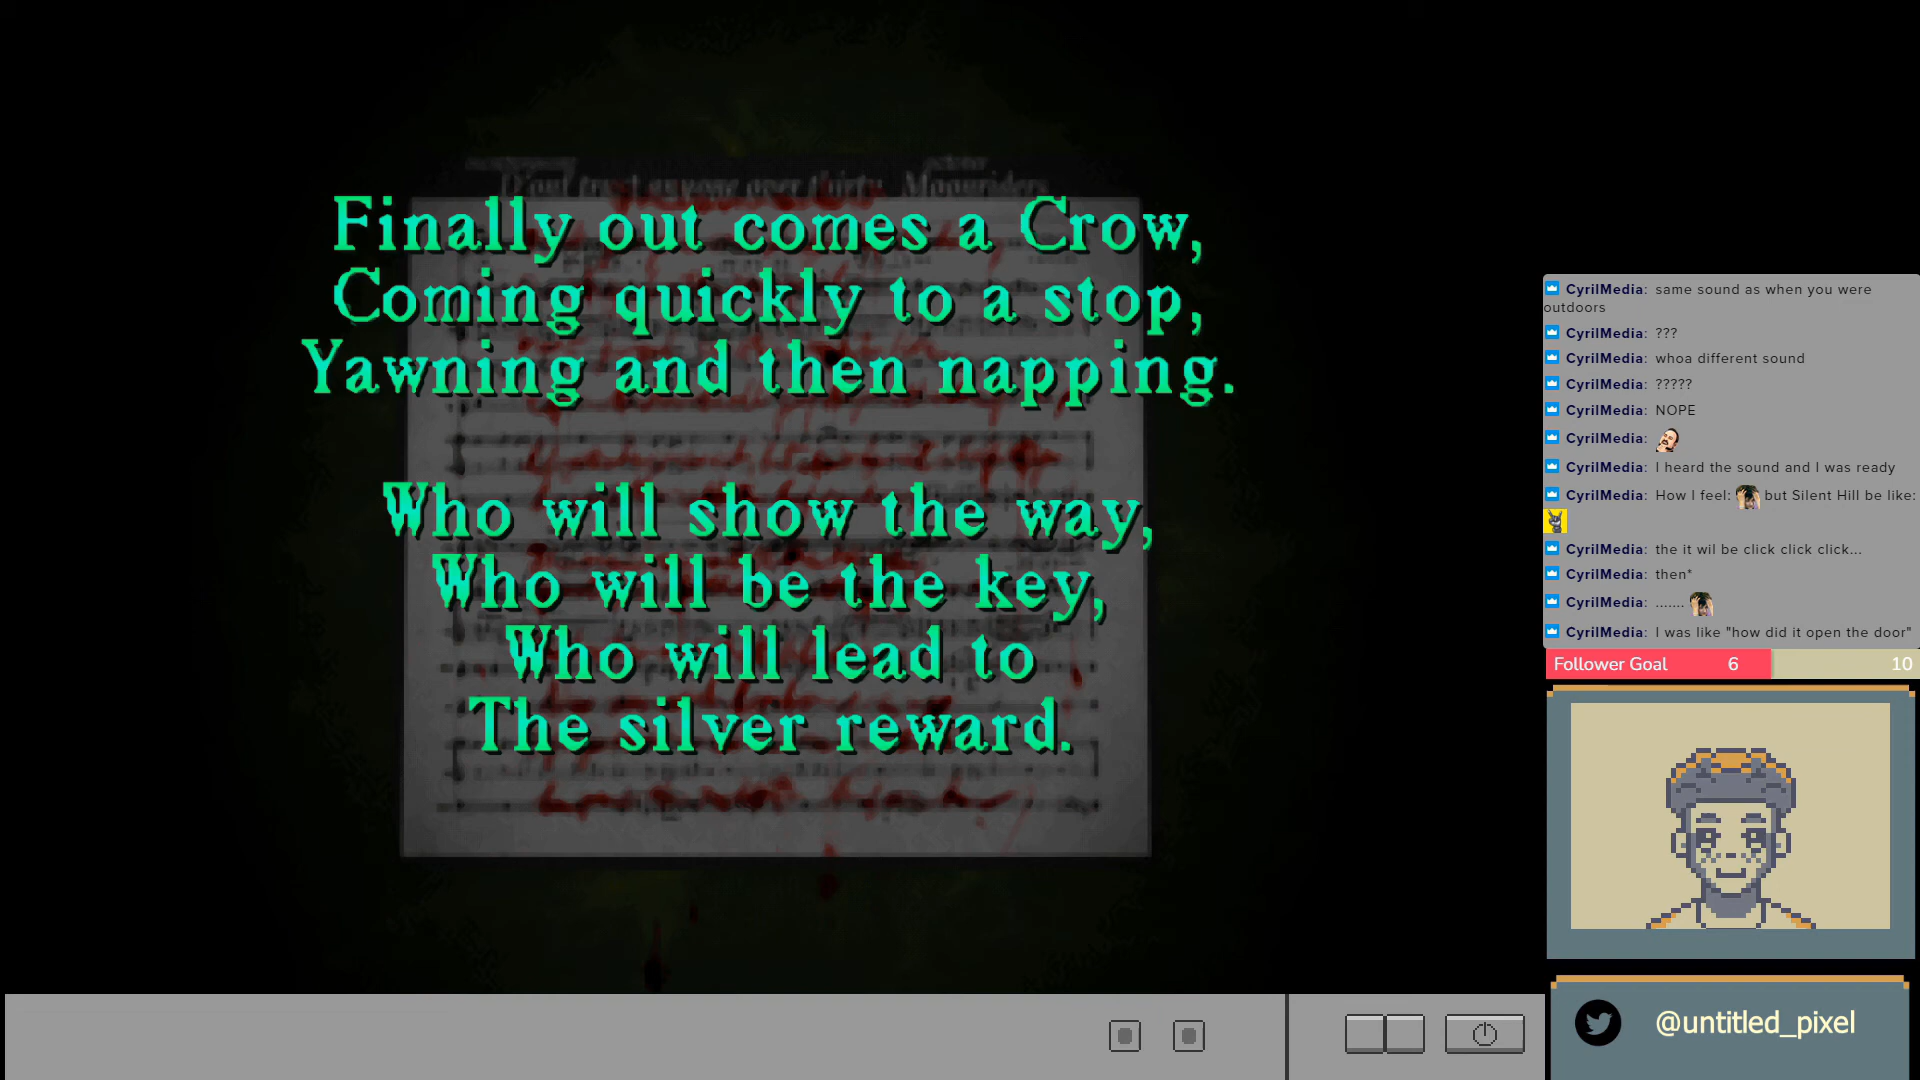 Finally out comes a Crow,
Coming quickly to a stop,
Yawning and then napping.
Who will show the way,
Who will be the key,
Who will lead to
The silver reward.
CyrilMedia: same sound as when you were
outdoors
CyrilMedia: ???
CyrilMedia: whoa different sound
CyrilMedia: ?????
CyrilMedia: NOPE
CyrilMedia:
CyrilMedia: I heard the sound and I was ready
CyrilMedia: How I feel: but Silent Hill be like:
CyrilMedia: the it wil be click click click...
CyrilMedia: then*
CyrilMedia: .......
CyrilMedia: I was like "how did it open the door"
Follower Goal 6 10
@untitled_pixel